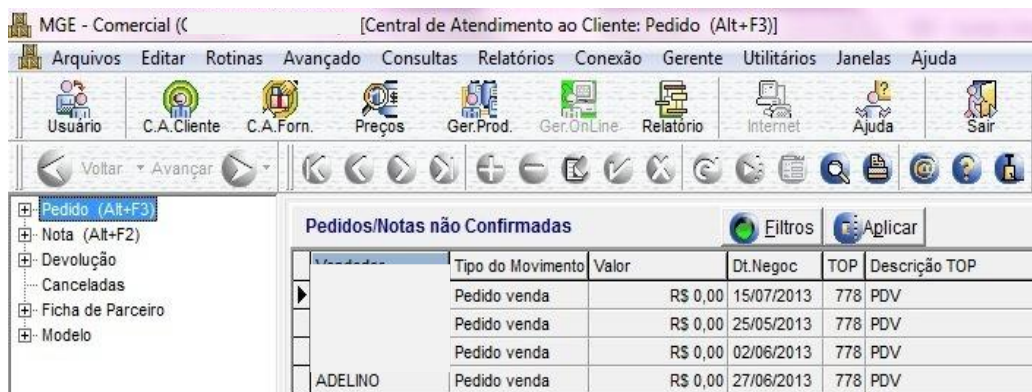 MGE - Comercial ((        [Central de Atendimento ao Cliente: Pedido (Alt+F3)]
Arquivos Editar Rotinas Avançado Consultas Relatórios Conexão Gerente Utilitários Janelas Ajuda
Usuário C.A.Cliente C.A.Forn. Preços Ger.Prod. Ger.OnLine Relatório Internet Ajuda Sair
Voltar Avançar
Pedido (Alt+F3)
Nota (Alt+F2)
Devolução
Canceladas
Ficha de Parceiro
Modelo
Pedidos/Notas não Confirmadas Filtros Aplicar
Tipo do Movimento Valor Dt.Negoc TOP Descrição TOP
Pedido venda R$ 0,00 15/07/2013 778 PDV
Pedido venda R$ 0,00 25/05/2013 778 PDV
Pedido venda R$ 0,00 02/06/2013 778 PDV
ADELINO Pedido venda R$ 0,00 27/06/2013 778 PDV